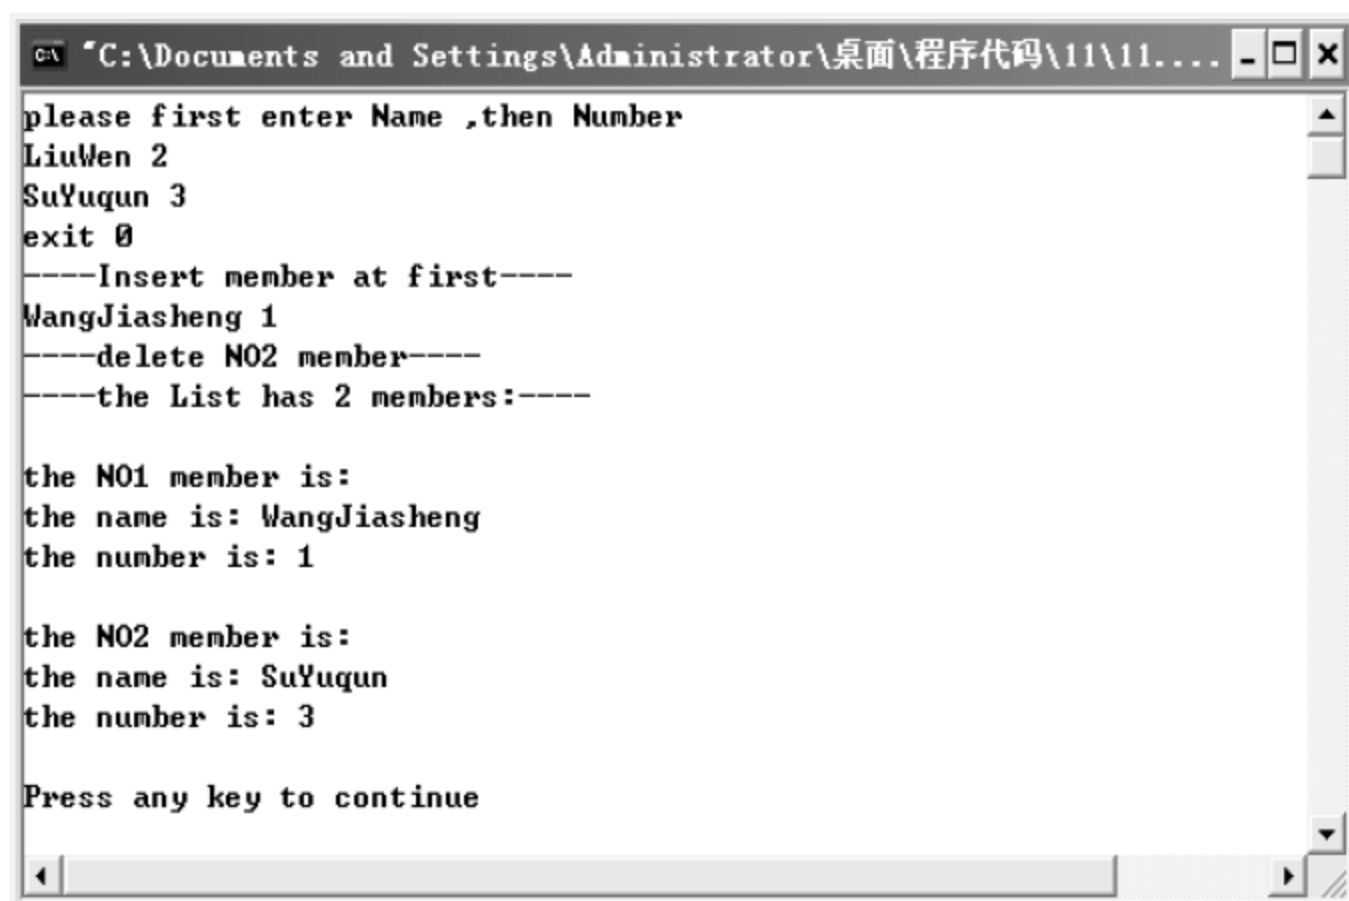 "C:\Documents and Settings\Administrator\桌面\程序代码\11\11....
please first enter Name ,then Number
LiuWen 2
SuYuqun 3
exit 0
----Insert member at first----
WangJiasheng 1
----delete NO2 member----
----the List has 2 members:----
the NO1 member is:
the name is: WangJiasheng
the number is: 1
the NO2 member is:
the name is: SuYuqun
the number is: 3
Press any key to continue